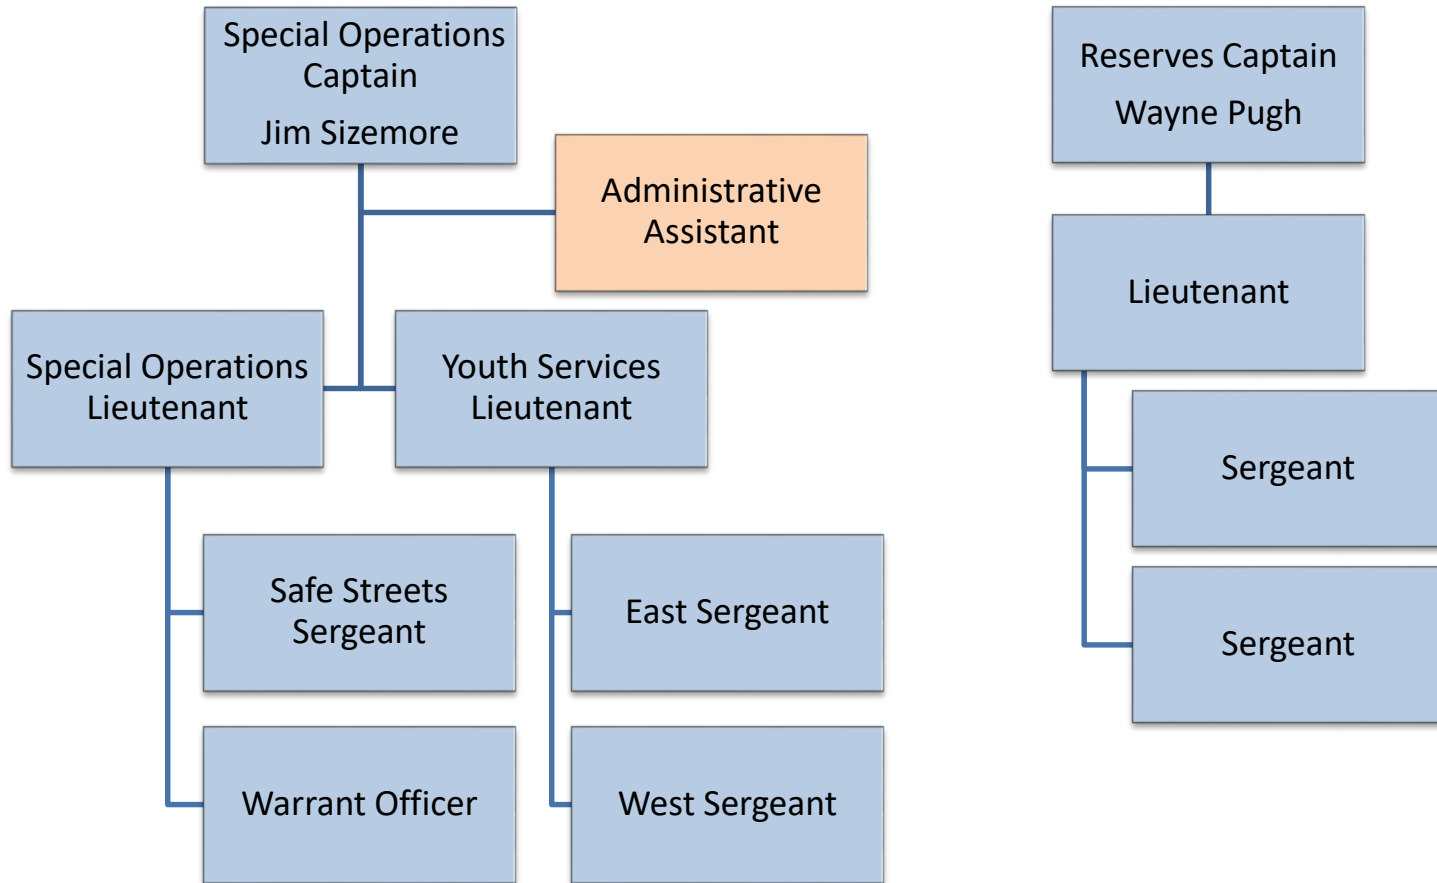 Special Operations
Captain
Jim Sizemore
Administrative
Assistant
Special Operations
Lieutenant
Youth Services
Lieutenant
Safe Streets
Sergeant
East Sergeant
Warrant Officer
West Sergeant
Reserves Captain
Wayne Pugh
Lieutenant
Sergeant
Sergeant